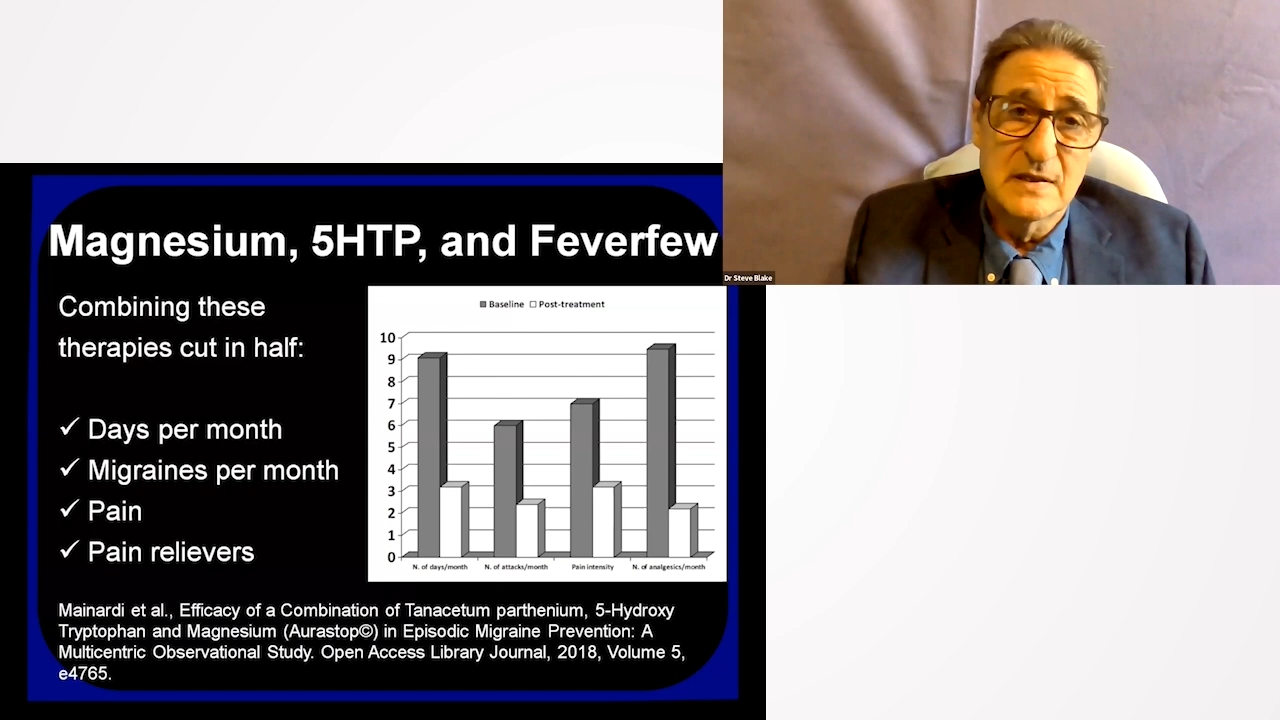 Magnesium, 5HTP, and Feverfew
Dr Steve Blake
Combining these
therapies cut in half:
✓ Days per month
✓ Migraines per month
✓ Pain
✓ Pain relievers
Baseline Post-treatment
10
9
8
7
6
5
4
3
2
1
0
N. of days/month N. of attacks/month Pain intensity N. of analgesics/month
Mainardi et al., Efficacy of a Combination of Tanacetum parthenium, 5-Hydroxy
Tryptophan and Magnesium (Aurastop©) in Episodic Migraine Prevention: A
Multicentric Observational Study. Open Access Library Journal, 2018, Volume 5,
e4765.